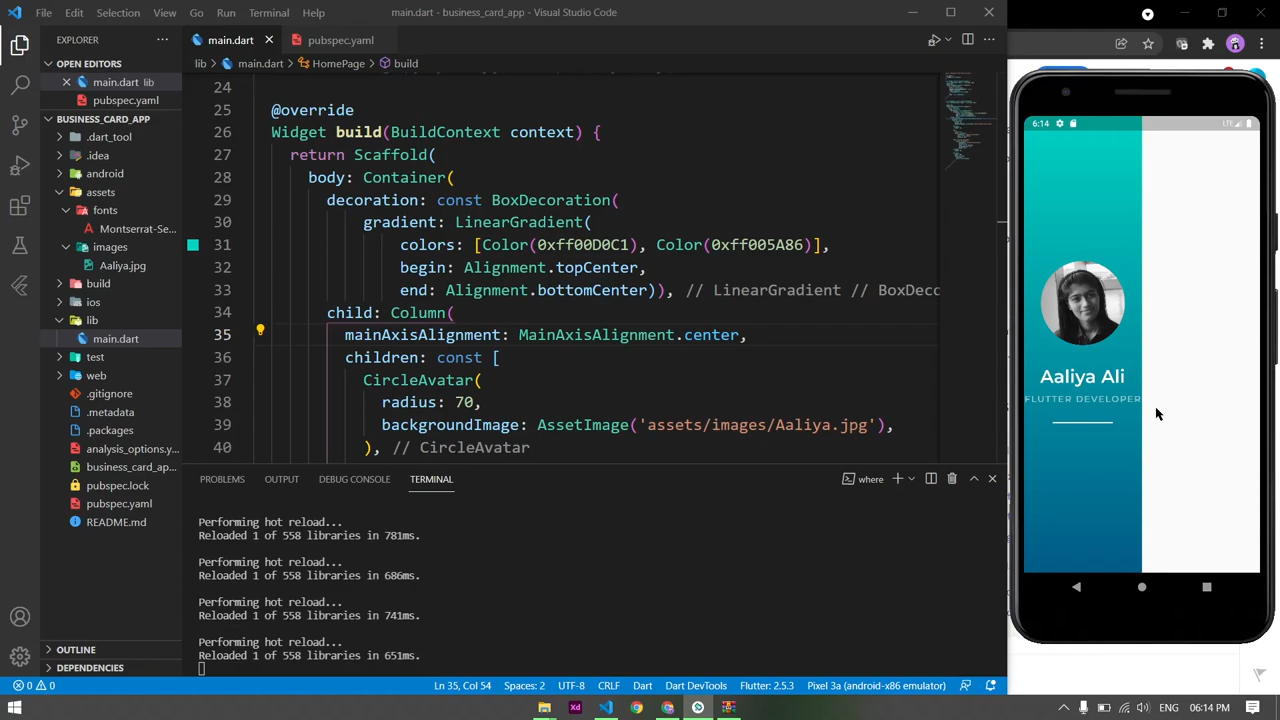 File Edit Selection View Go Run Terminal Help
main.dart - business_card_app - Visual Studio Code
EXPLORER
main.dart
pubspec.yaml
OPEN EDITORS
main.dart lib
pubspec.yaml
lib > main.dart > HomePage > build
BUSINESS_CARD_APP
.dart_tool
.idea
android
assets
fonts
Montserrat-Se...
images
Aaliya.jpg
build
ios
lib
main.dart
test
web
.gitignore
.metadata
.packages
analysis_options.y...
business_card_ap...
pubspec.lock
pubspec.yaml
README.md
OUTLINE
DEPENDENCIES
24
25 @override
26 Widget build(BuildContext context) {
27 return Scaffold(
28 body: Container(
29 decoration: const BoxDecoration(
30 gradient: LinearGradient(
31 colors: [Color(0xff00D0C1), Color(0xff005A86)],
32 begin: Alignment.topCenter,
33 end: Alignment.bottomCenter)), // LinearGradient // BoxDeco
34 child: Column(
35 mainAxisAlignment: MainAxisAlignment.center,
36 children: const [
37 CircleAvatar(
38 radius: 70,
39 backgroundImage: AssetImage('assets/images/Aaliya.jpg'),
40 ), // CircleAvatar
PROBLEMS OUTPUT DEBUG CONSOLE TERMINAL
where
Performing hot reload...
Reloaded 1 of 558 libraries in 781ms.
Performing hot reload...
Reloaded 1 of 558 libraries in 686ms.
Performing hot reload...
Reloaded 1 of 558 libraries in 741ms.
Performing hot reload...
Reloaded 1 of 558 libraries in 651ms.
6:14
LTE
Aaliya Ali
FLUTTER DEVELOPER
0 0
Ln 35, Col 54 Spaces: 2 UTF-8 CRLF Dart Dart DevTools Flutter: 2.5.3 Pixel 3a (android-x86 emulator)
Xd
ENG 06:14 PM